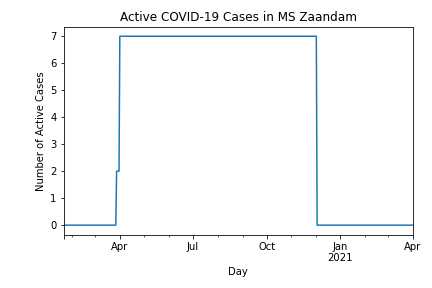 Active COVID-19 Cases in MS Zaandam
Number of Active Cases
7
6
5
4
3
2
1
0
Apr
Jul
Oct
Jan
2021
Apr
Day